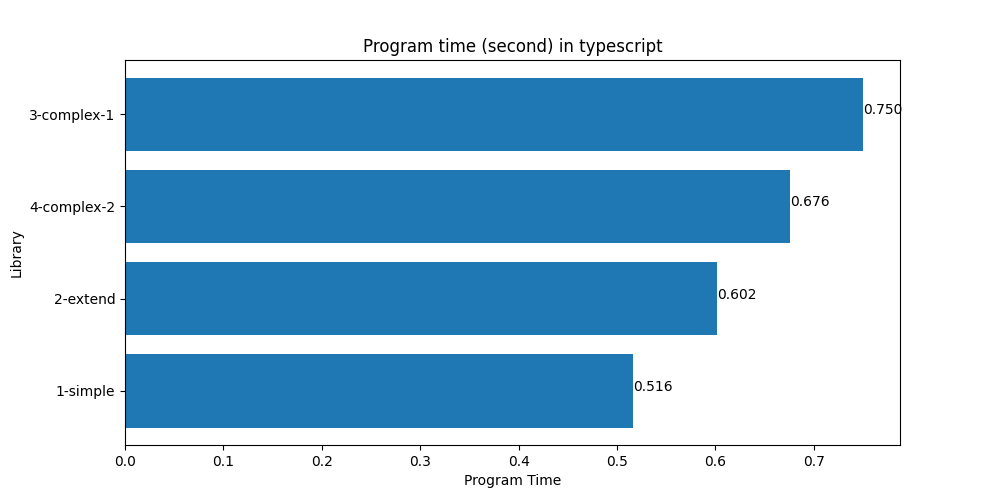 Program time (second) in typescript
Library
3-complex-1
0.750
4-complex-2
0.676
2-extend
0.602
1-simple
0.516
0.0 0.1 0.2 0.3 0.4 0.5 0.6 0.7
Program Time